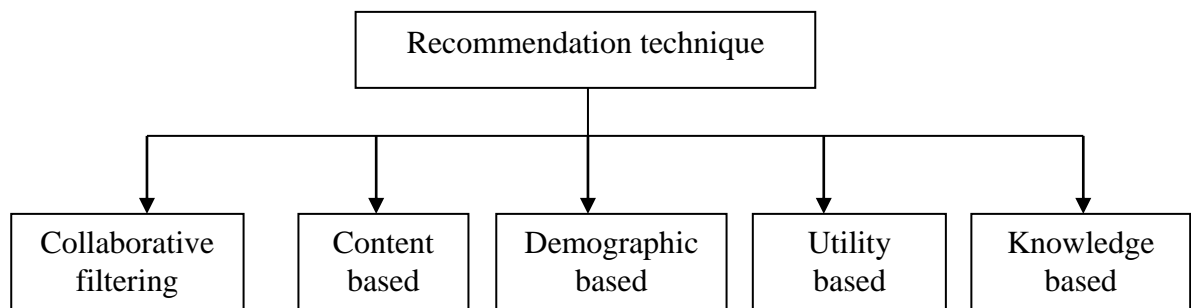 Recommendation technique
Collaborative
filtering
Content
based
Demographic
based
Utility
based
Knowledge
based